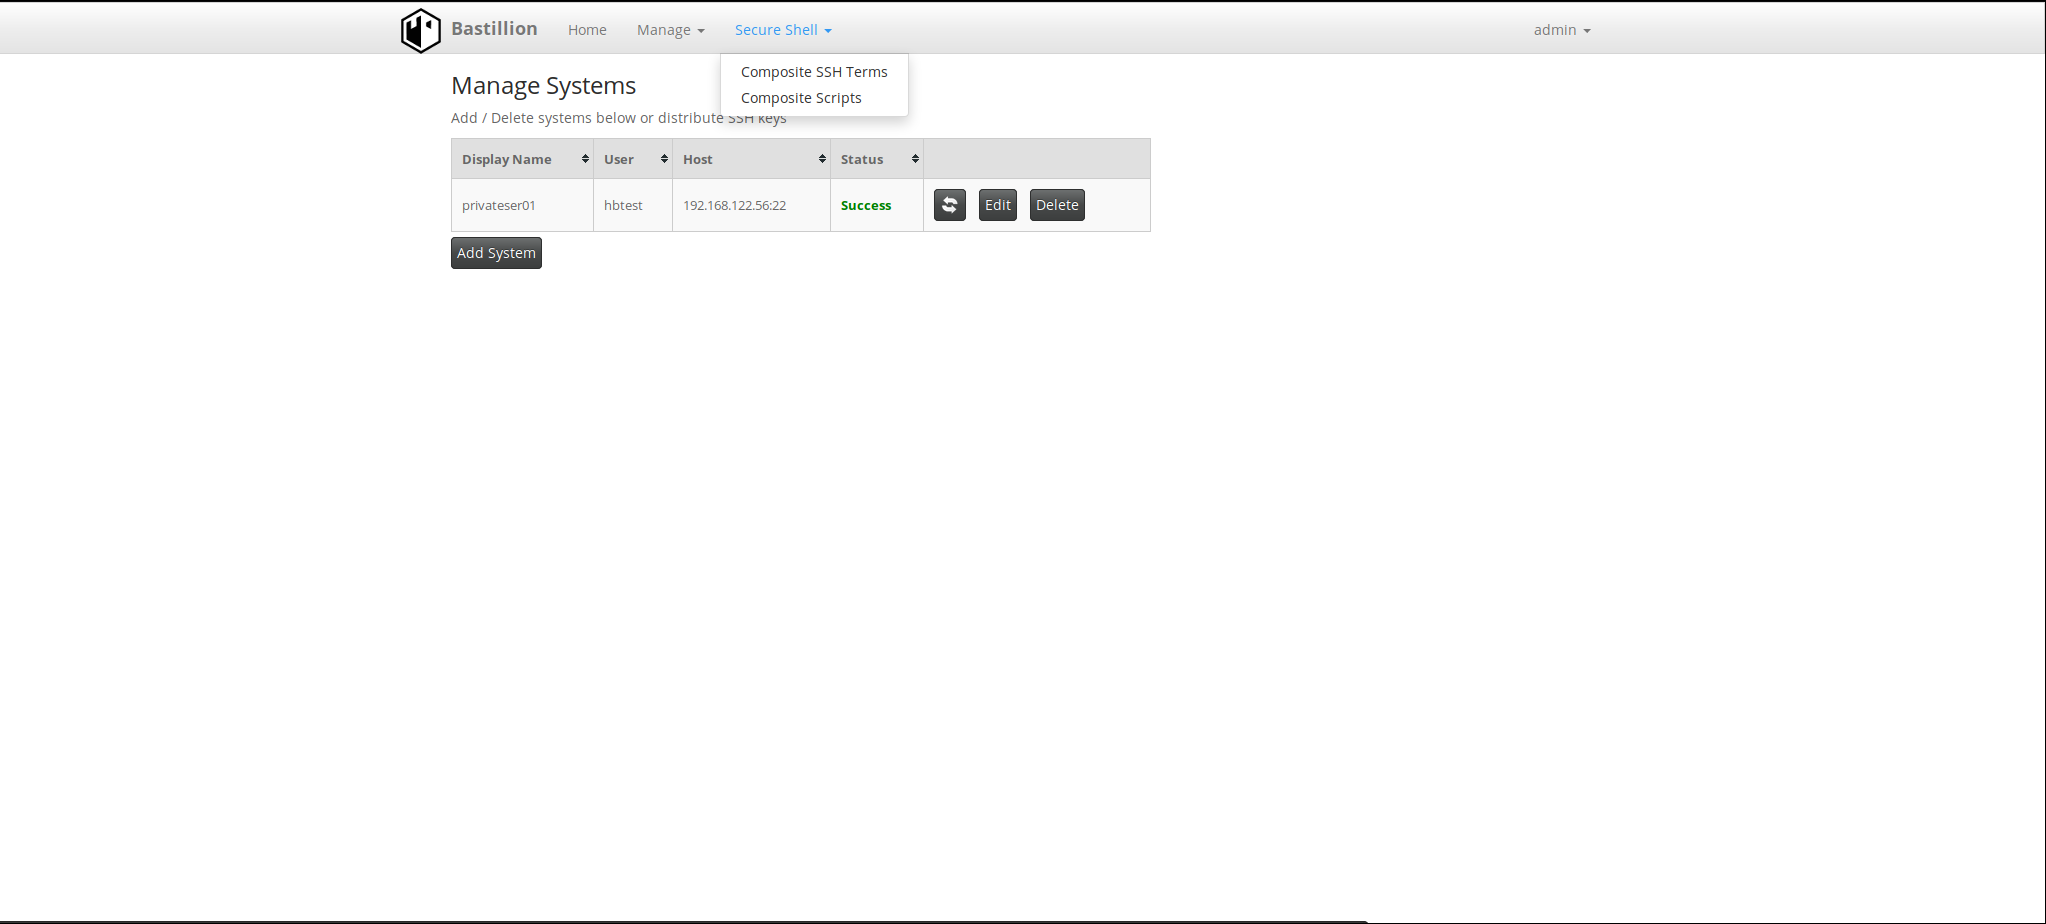 Bastillion Home Manage Secure Shell admin
Composite SSH Terms
Composite Scripts
Manage Systems
Add / Delete systems below or distribute SSH keys
Display Name User Host Status
privateser01 hbtest 192.168.122.56:22 Success Edit Delete
Add System